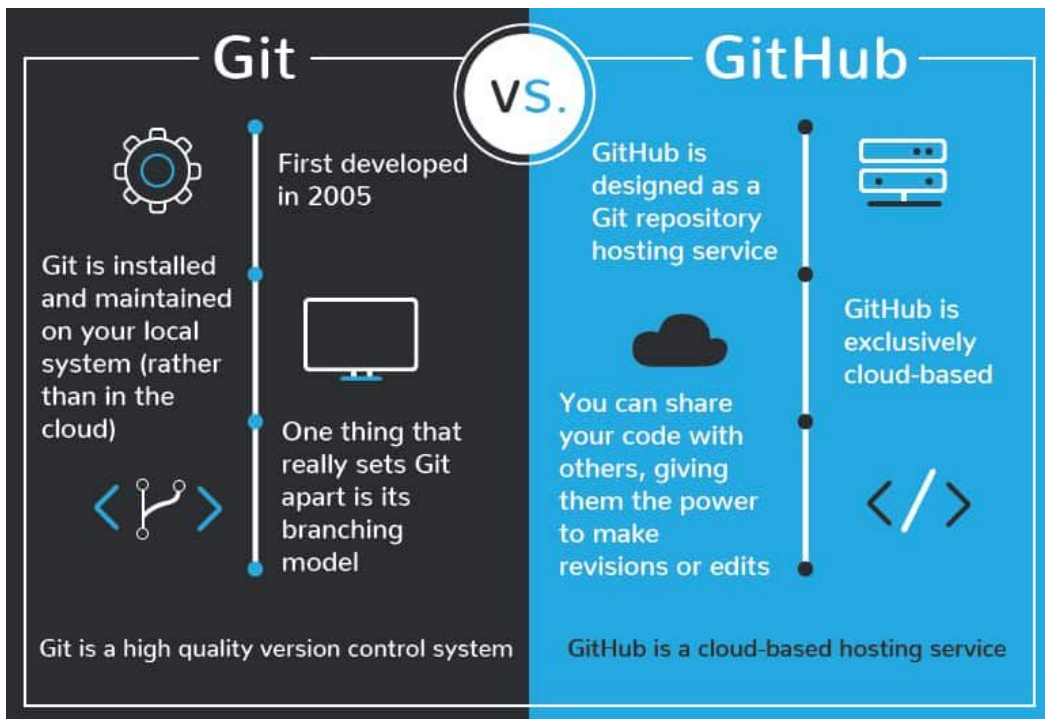 Git
vs.
GitHub
First developed
in 2005
Git is installed
and maintained
on your local
system (rather
than in the
cloud)
One thing that
really sets Git
apart is its
branching
model
Git is a high quality version control system
GitHub is
designed as a
Git repository
hosting service
GitHub is
exclusively
cloud-based
You can share
your code with
others, giving
them the power
to make
revisions or edits
GitHub is a cloud-based hosting service